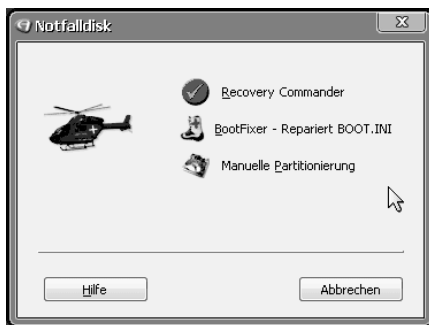 Notfalldisk
Recovery Commander
BootFixer - Repariert BOOT.INI
Manuelle Partitionierung
Hilfe
Abbrechen